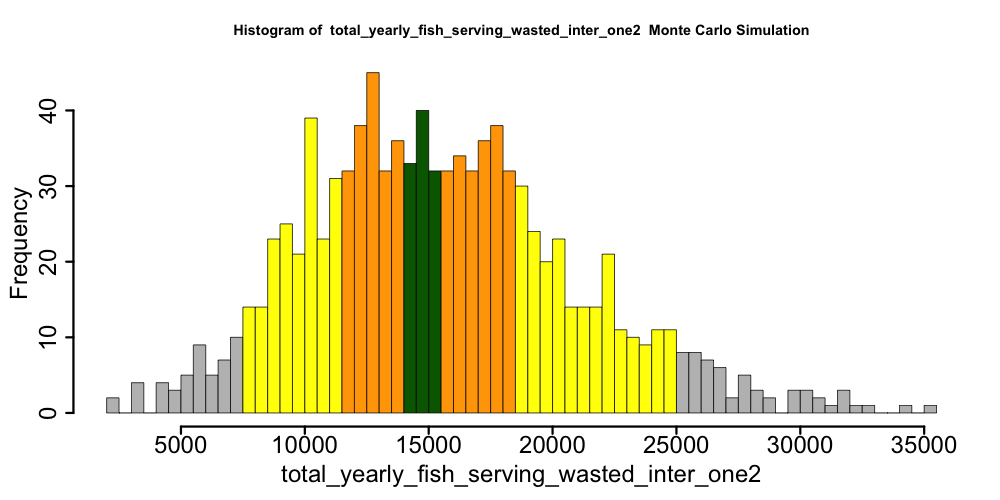 Histogram of total_yearly_fish_serving_wasted_inter_one2 Monte Carlo Simulation
Frequency
40
30
20
10
0
5000 10000 15000 20000 25000 30000 35000
total_yearly_fish_serving_wasted_inter_one2